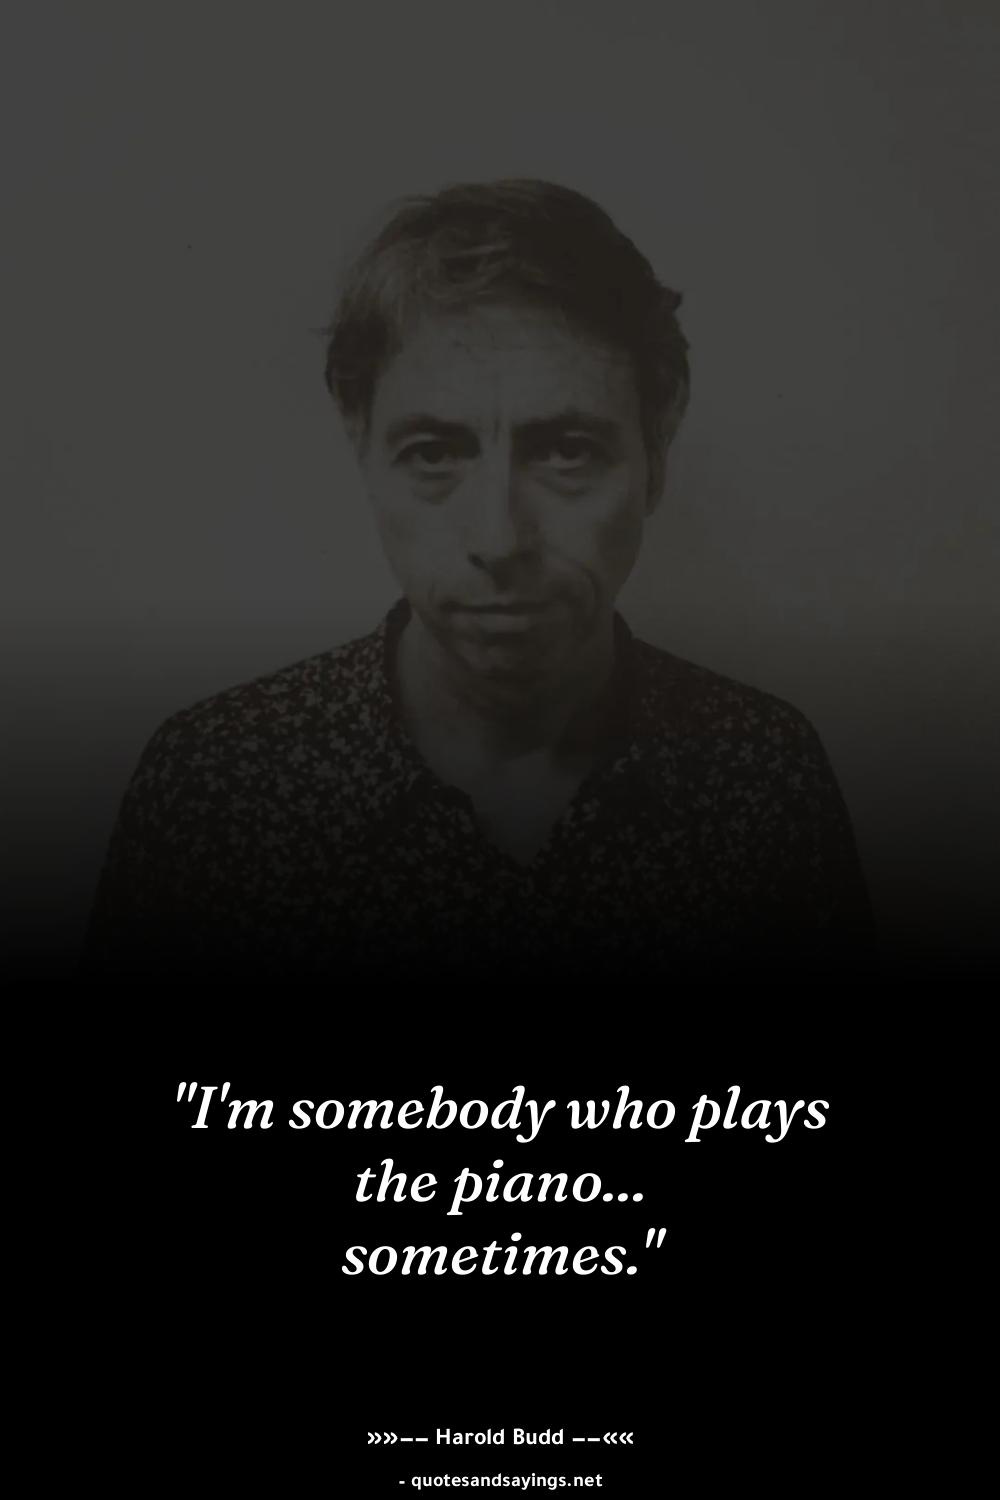 "I'm somebody who plays
the piano...
sometimes."
»»−− Harold Budd −−««
- quotesandsayings.net